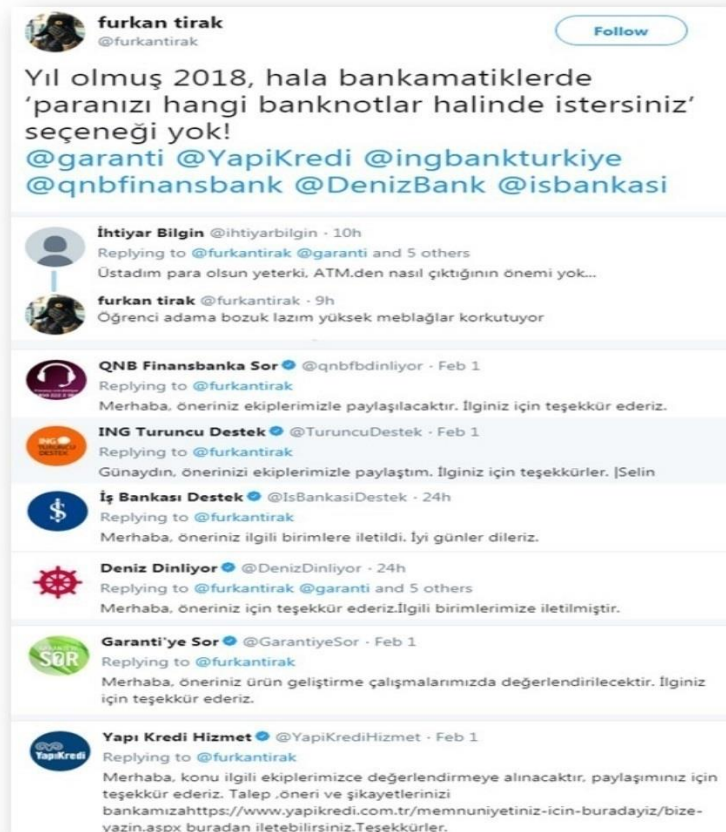 furkan tirak
@furkantirak
Follow
Yıl olmuş 2018, hala bankamatiklerde
‘paranızı hangi banknotlar halinde istersiniz’
seçeneği yok!
@garanti @YapiKredi @ingbankturkiye
@qnbfinansbank @DenizBank @isbankasi
İhtiyar Bilgin @ihtiyarbilgin · 10h
Replying to @furkantirak @garanti and 5 others
Üstadım para olsun yeterki, ATM.den nasıl çıktığının önemi yok...
furkan tirak @furkantirak · 9h
Öğrenci adama bozuk lazım yüksek meblağlar korkutuyor
QNB Finansbanka Sor @qnbfbdinliyor · Feb 1
Replying to @furkantirak
Merhaba, öneriniz ekiplerimizle paylaşılacaktır. İlginiz için teşekkür ederiz.
ING TURUNCU DESTEK
ING Turuncu Destek @TuruncuDestek · Feb 1
Replying to @furkantirak
Günaydın, önerinizi ekiplerimizle paylaştım. İlginiz için teşekkürler. |Selin
İş Bankası Destek @IsBankasiDestek · 24h
Replying to @furkantirak
Merhaba, öneriniz ilgili birimlere iletildi. İyi günler dileriz.
Deniz Dinliyor @DenizDinliyor · 24h
Replying to @furkantirak @garanti and 5 others
Merhaba, öneriniz için teşekkür ederiz.İlgili birimlerimize iletilmiştir.
SOR
Garanti'ye Sor @GarantiyeSor · Feb 1
Replying to @furkantirak
Merhaba, öneriniz ürün geliştirme çalışmalarımızda değerlendirilecektir. İlginiz
için teşekkür ederiz.
YapıKredi
Yapı Kredi Hizmet @YapiKrediHizmet · Feb 1
Replying to @furkantirak
Merhaba, konu ilgili ekiplerimizce değerlendirmeye alınacaktır, paylaşımınız için
teşekkür ederiz. Talep ,öneri ve şikayetlerinizi
bankamızahttps://www.yapikredi.com.tr/memnuniyetiniz-icin-buradayiz/bize-
yazin.aspx buradan iletebilirsiniz.Teşekkürler.